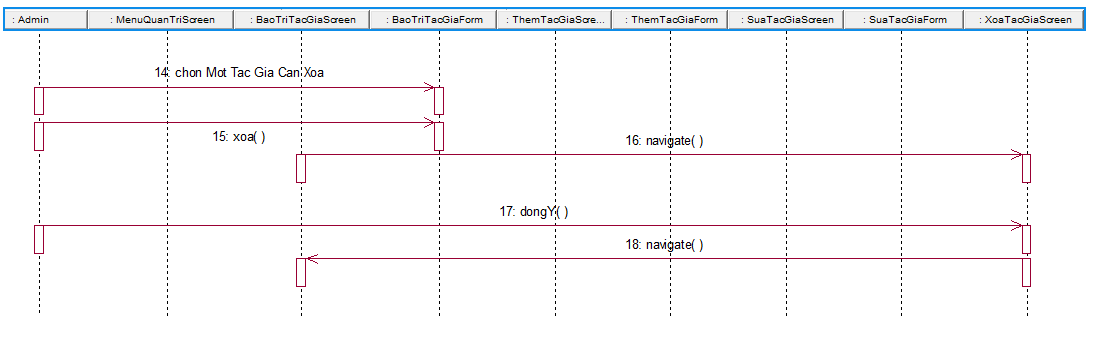 : Admin
: MenuQuanTriScreen
: BaoTriTacGiaScreen
: BaoTriTacGiaForm
: ThemTacGiaScre...
: ThemTacGiaForm
: SuaTacGiaScreen
: SuaTacGiaForm
: XoaTacGiaScreen
14: chon Mot Tac Gia Can Xoa
15: xoa( )
16: navigate( )
17: dongY( )
18: navigate( )